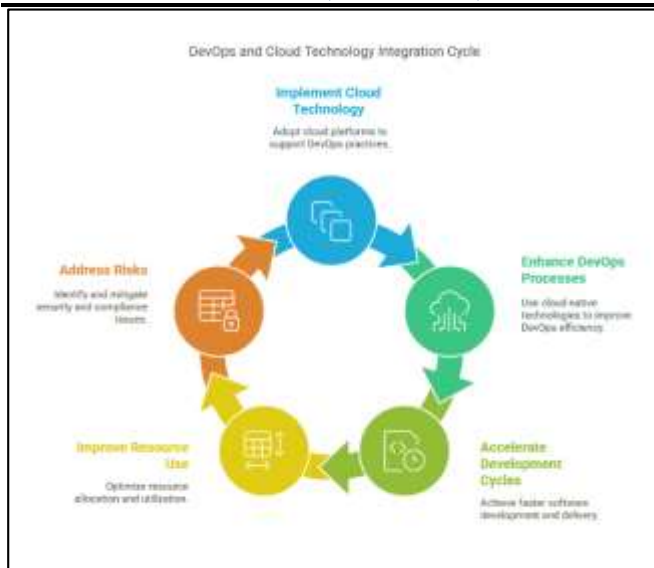 DevOps and Cloud Technology Integration Cycle
Implement Cloud
Technology
Adopt cloud platforms to
support DevOps practices.
Enhance DevOps
Processes
Use cloud native
technologies to improve
DevOps efficiency.
Accelerate
Development
Cycles
Achieve faster software
development and delivery.
Improve Resource
Use
Optimize resource
allocation and utilization.
Address Risks
Identify and mitigate
security and compliance
issues.